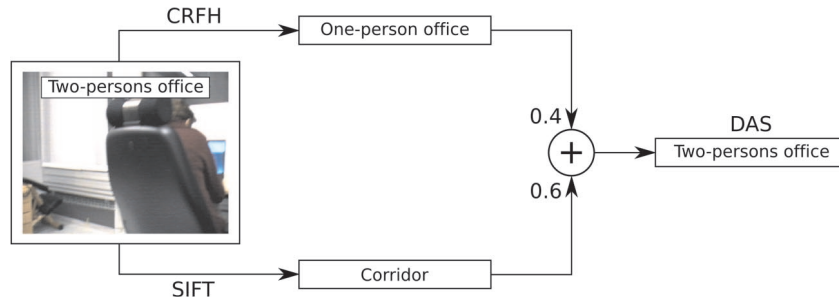 CRFH
One-person office
Two-persons office
0.4
+
DAS
Two-persons office
0.6
Corridor
SIFT